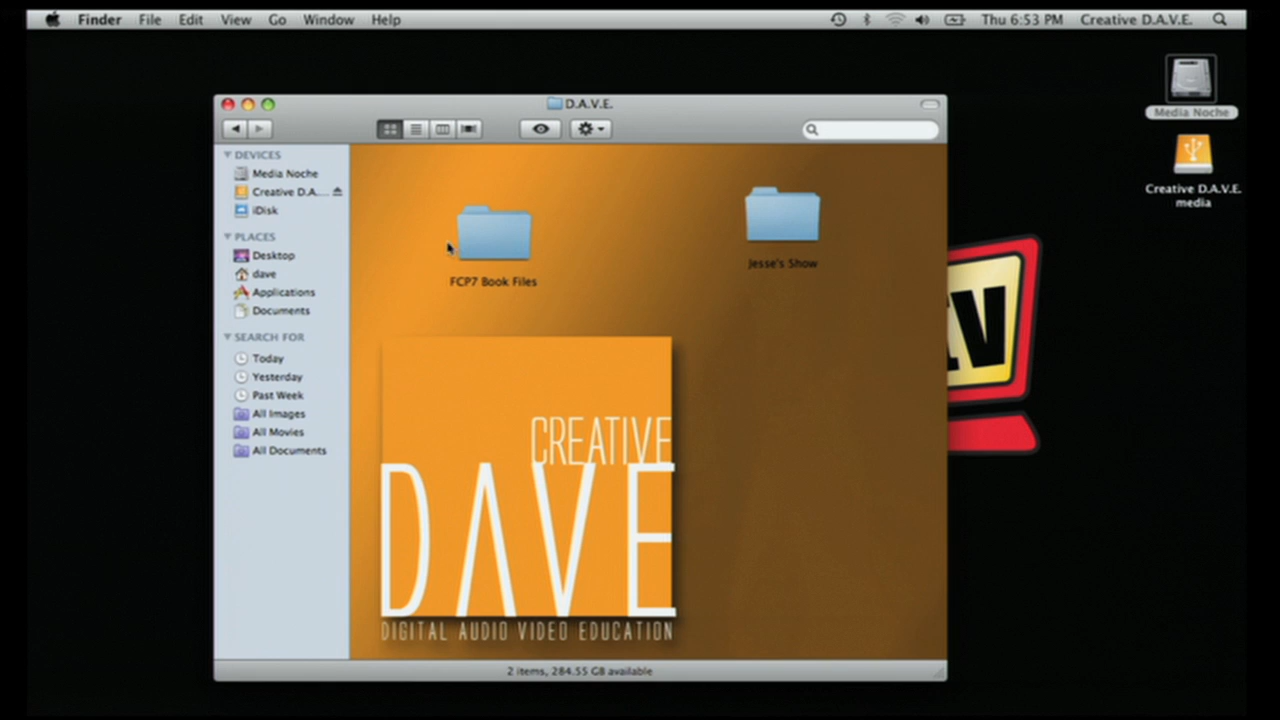 Finder File Edit View Go Window Help Thu 6:53 PM Creative D.A.V.E.
D.A.V.E.
DEVICES
Media Noche
Creative D.A....
iDisk
PLACES
Desktop
dave
Applications
Documents
SEARCH FOR
Today
Yesterday
Past Week
All Images
All Movies
All Documents
FCP7 Book Files
Jesse's Show
CREATIVE
DAVE
DIGITAL AUDIO VIDEO EDUCATION
2 items, 284.55 GB available
Media Noche
Creative D.A.V.E.
media